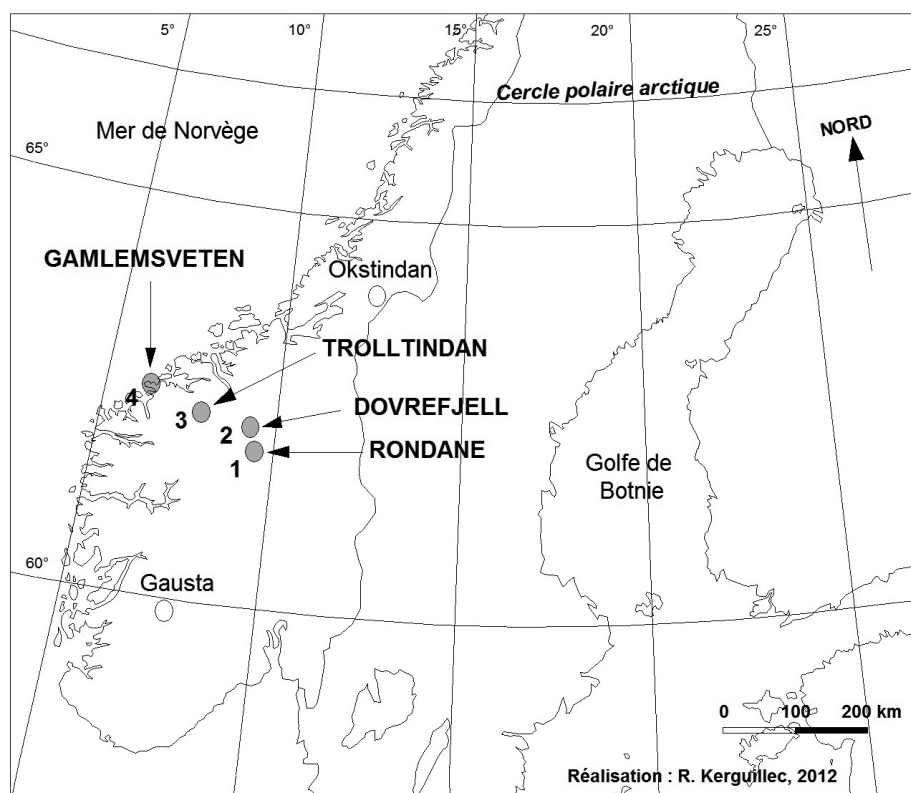 5°
10°
15°
20°
25°
Cercle polaire arctique
NORD
Mer de Norvège
65°
GAMLEMSVETEN
Okstindan
TROLLTINDAN
4
3
DOVREFJELL
2
RONDANE
1
Golfe de
Botnie
60°
Gausta
0 100 200 km
Réalisation : R. Kerguillec, 2012